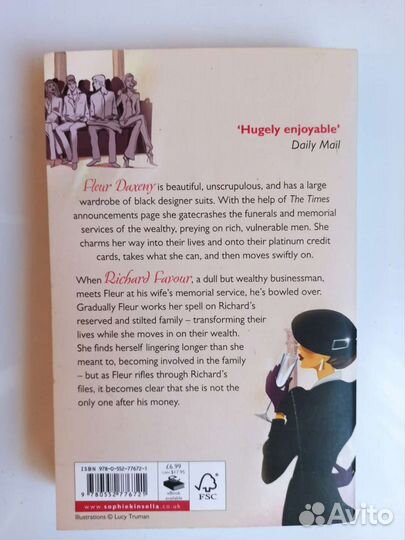 'Hugely enjoyable'
Daily Mail
Fleur Daxeny is beautiful, unscrupulous, and has a large
wardrobe of black designer suits. With the help of The Times
announcements page she gatecrashes the funerals and memorial
services of the wealthy, preying on rich, vulnerable men. She
charms her way into their lives and onto their platinum credit
cards, takes what she can, and then moves swiftly on.
When Richard Favour, a dull but wealthy businessman,
meets Fleur at his wife's memorial service, he's bowled over.
Gradually Fleur works her spell on Richard's
reserved and stilted family – transforming their
lives while she moves in on their wealth.
She finds herself lingering longer than she
meant to, becoming involved in the family
– but as Fleur rifles through Richard's
files, it becomes clear that she is not the
only one after his money.
ISBN 978-0-552-77672-1
9 780552 776721
£6.99
eBook
available
FSC
www.sophiekinsella.co.uk
Illustrations © Lucy Truman
Avito